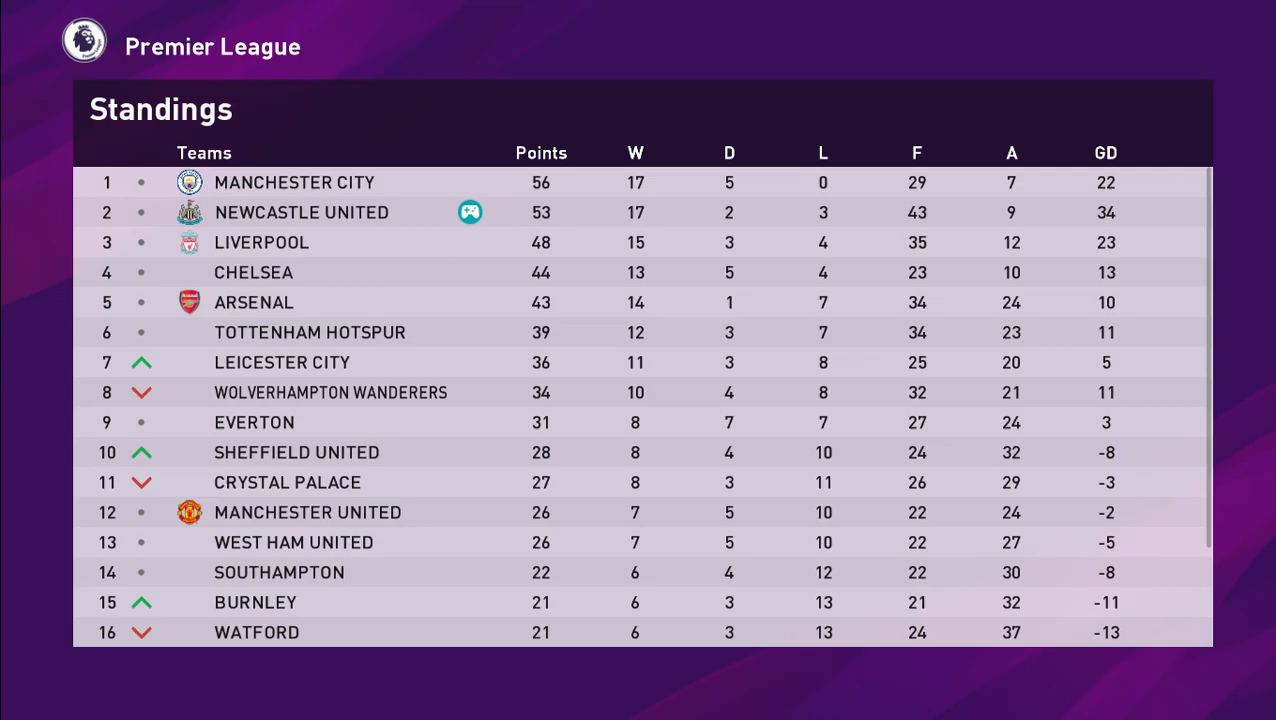 Premier League
Standings
Teams Points W D L F A GD
1 MANCHESTER CITY 56 17 5 0 29 7 22
2 NEWCASTLE UNITED 53 17 2 3 43 9 34
3 LIVERPOOL 48 15 3 4 35 12 23
4 CHELSEA 44 13 5 4 23 10 13
5 ARSENAL 43 14 1 7 34 24 10
6 TOTTENHAM HOTSPUR 39 12 3 7 34 23 11
7 LEICESTER CITY 36 11 3 8 25 20 5
8 WOLVERHAMPTON WANDERERS 34 10 4 8 32 21 11
9 EVERTON 31 8 7 7 27 24 3
10 SHEFFIELD UNITED 28 8 4 10 24 32 -8
11 CRYSTAL PALACE 27 8 3 11 26 29 -3
12 MANCHESTER UNITED 26 7 5 10 22 24 -2
13 WEST HAM UNITED 26 7 5 10 22 27 -5
14 SOUTHAMPTON 22 6 4 12 22 30 -8
15 BURNLEY 21 6 3 13 21 32 -11
16 WATFORD 21 6 3 13 24 37 -13